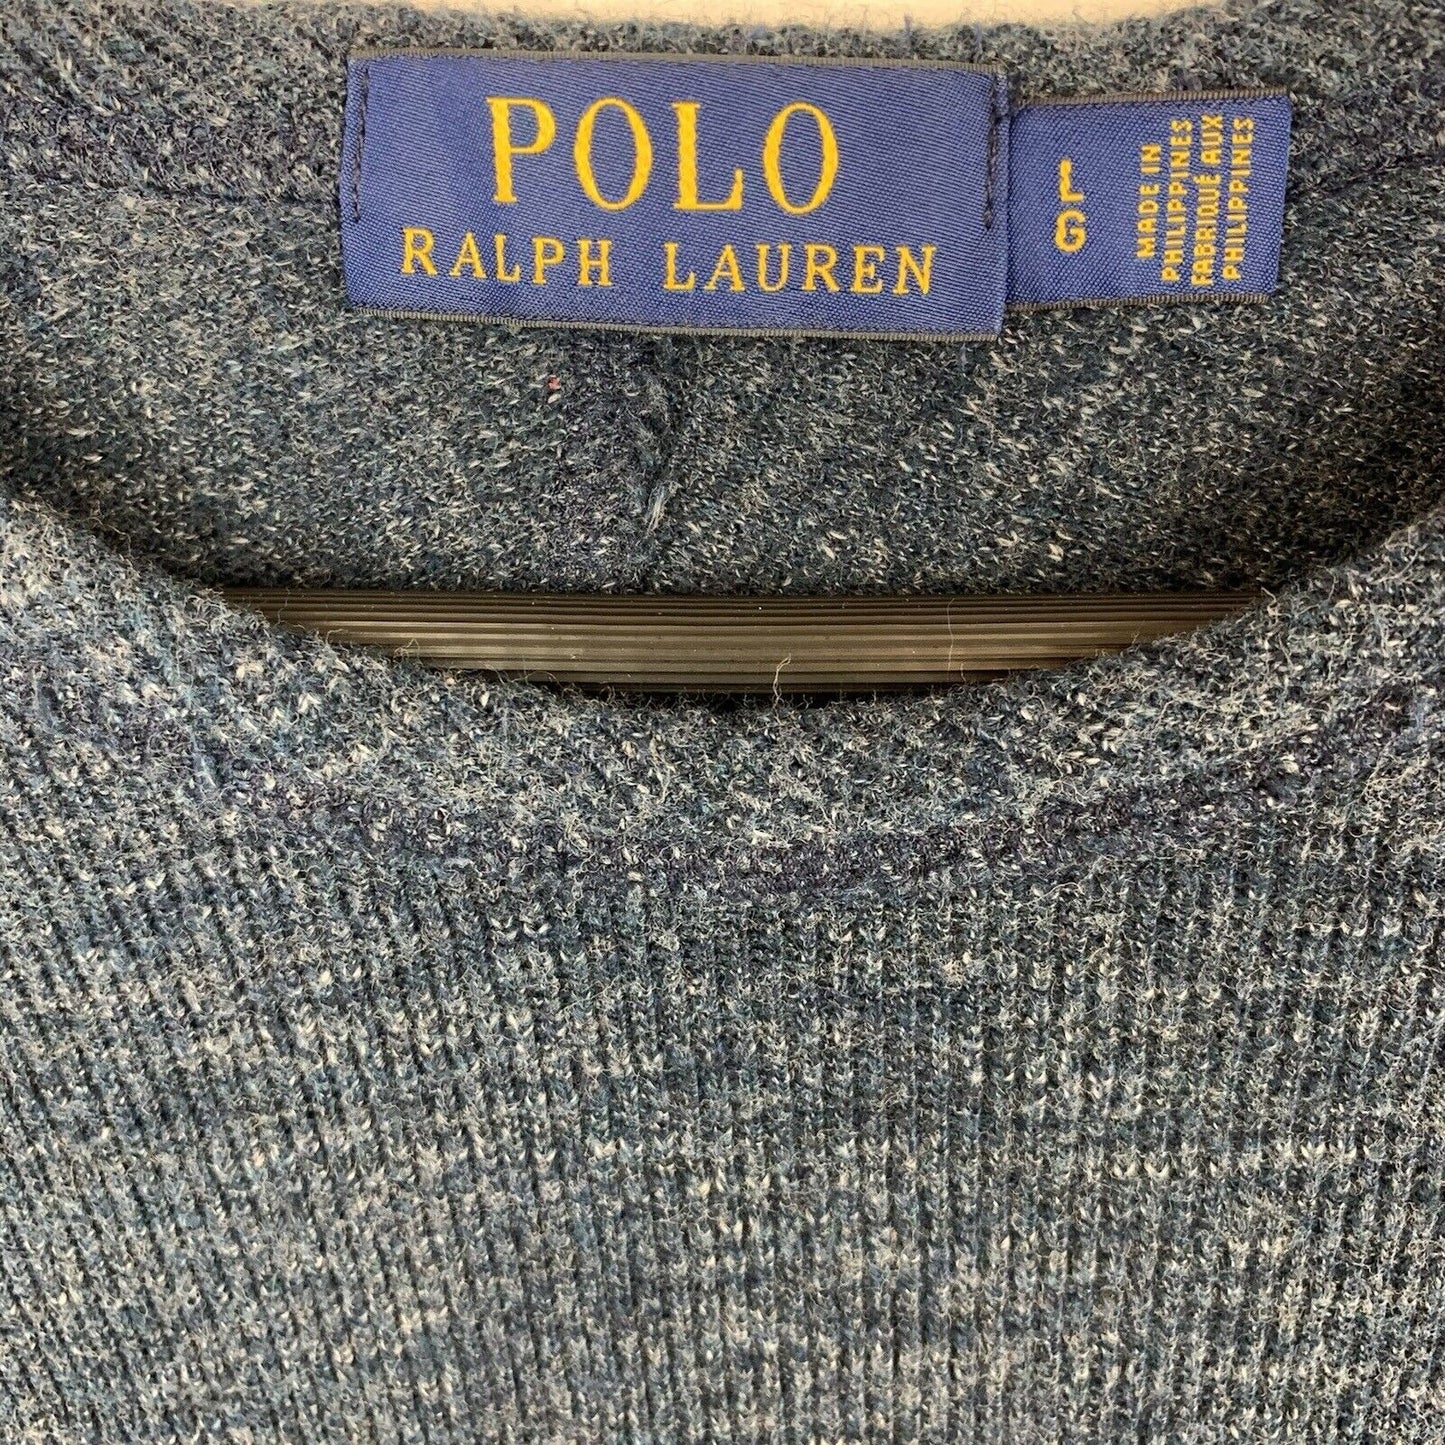 POLO
RALPH LAUREN
L
G
MADE IN
PHILIPPINES
FABRIQUÉ AUX
PHILIPPINES